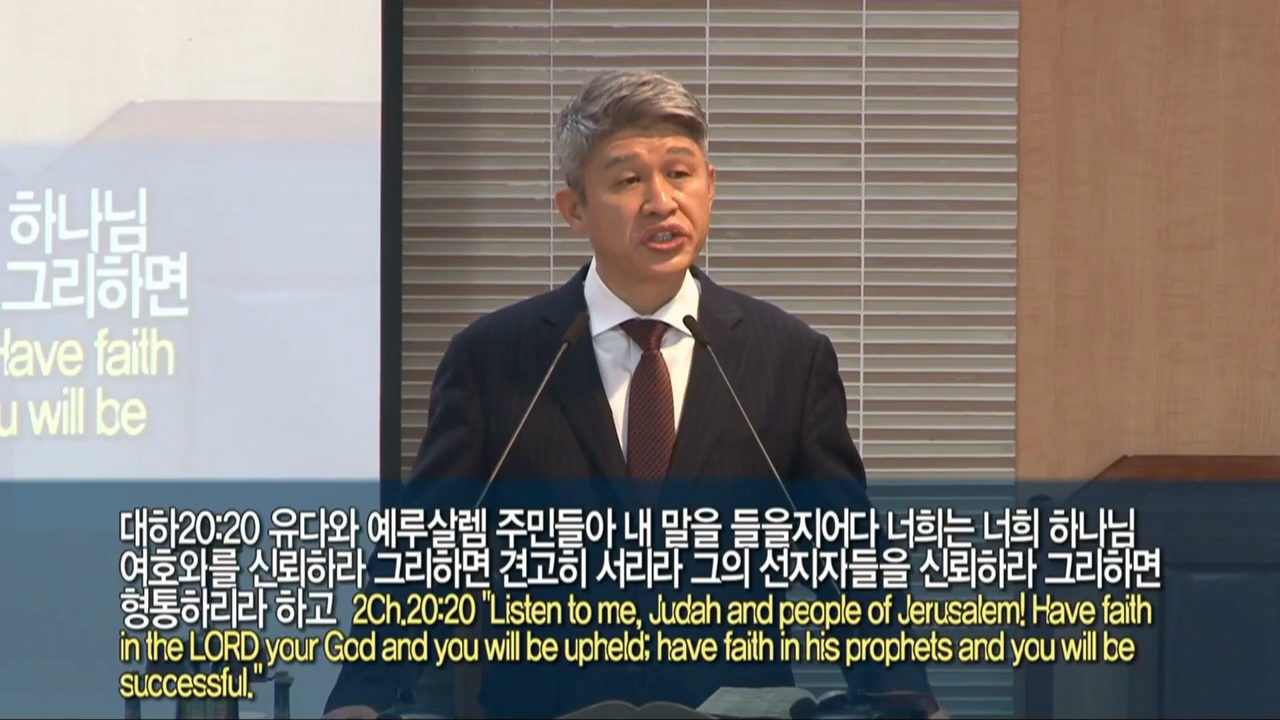 하나님
그리하면
Have faith
u will be
대하20:20 유다와 예루살렘 주민들아 내 말을 들을지어다 너희는 너희 하나님
여호와를 신뢰하라 그리하면 견고히 서리라 그의 선지자들을 신뢰하라 그리하면
형통하리라 하고 2Ch.20:20 "Listen to me, Judah and people of Jerusalem! Have faith
in the LORD your God and you will be upheld; have faith in his prophets and you will be
successful."